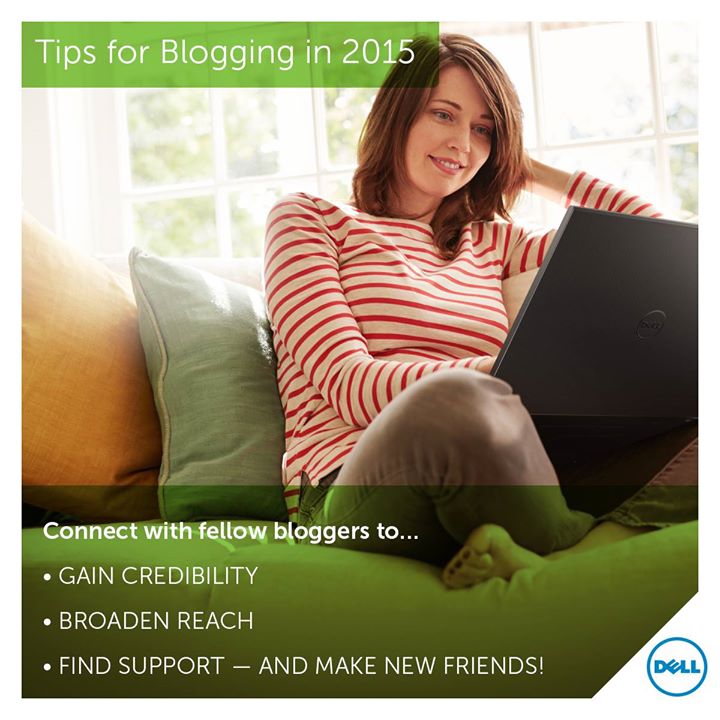 Tips for Blogging in 2015
DELL
Connect with fellow bloggers to...
• GAIN CREDIBILITY
• BROADEN REACH
• FIND SUPPORT — AND MAKE NEW FRIENDS!
DELL